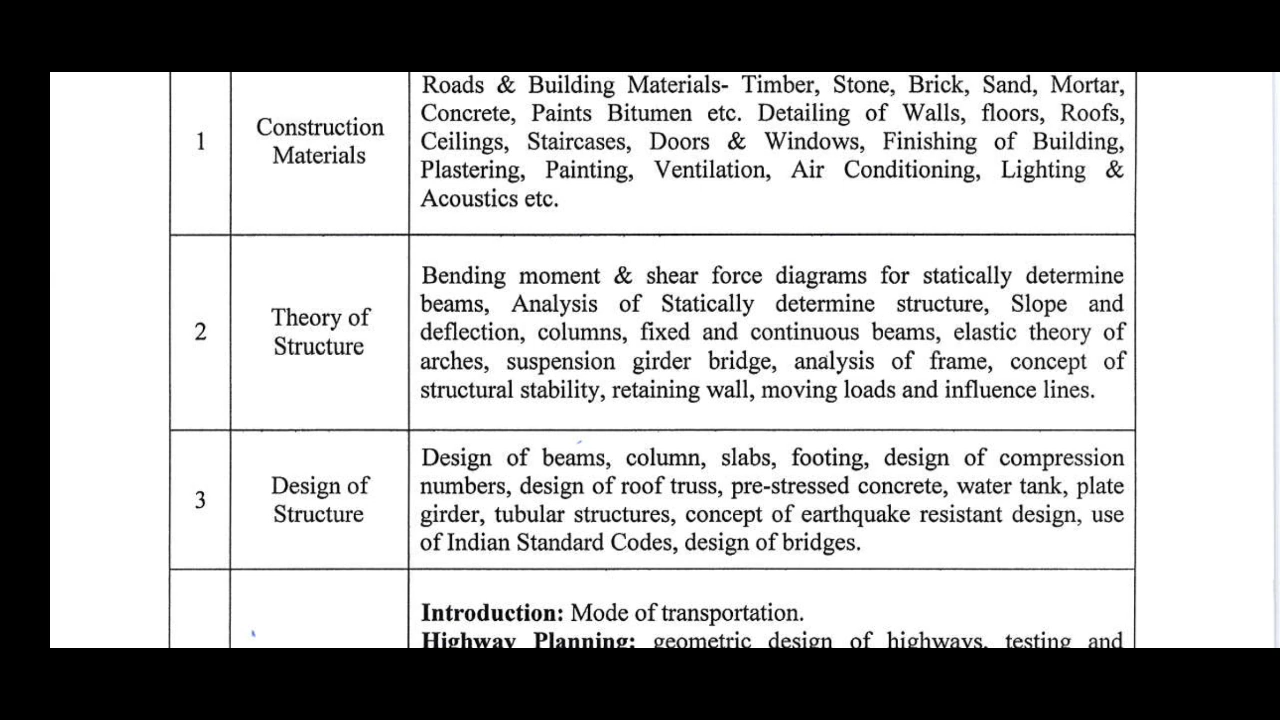 1
Construction
Materials
Roads & Building Materials- Timber, Stone, Brick, Sand, Mortar,
Concrete, Paints Bitumen etc. Detailing of Walls, floors, Roofs,
Ceilings, Staircases, Doors & Windows, Finishing of Building,
Plastering, Painting, Ventilation, Air Conditioning, Lighting &
Acoustics etc.
2
Theory of
Structure
Bending moment & shear force diagrams for statically determine
beams, Analysis of Statically determine structure, Slope and
deflection, columns, fixed and continuous beams, elastic theory of
arches, suspension girder bridge, analysis of frame, concept of
structural stability, retaining wall, moving loads and influence lines.
3
Design of
Structure
Design of beams, column, slabs, footing, design of compression
numbers, design of roof truss, pre-stressed concrete, water tank, plate
girder, tubular structures, concept of earthquake resistant design, use
of Indian Standard Codes, design of bridges.
Introduction: Mode of transportation.
Highway Planning: geometric design of highways, testing and